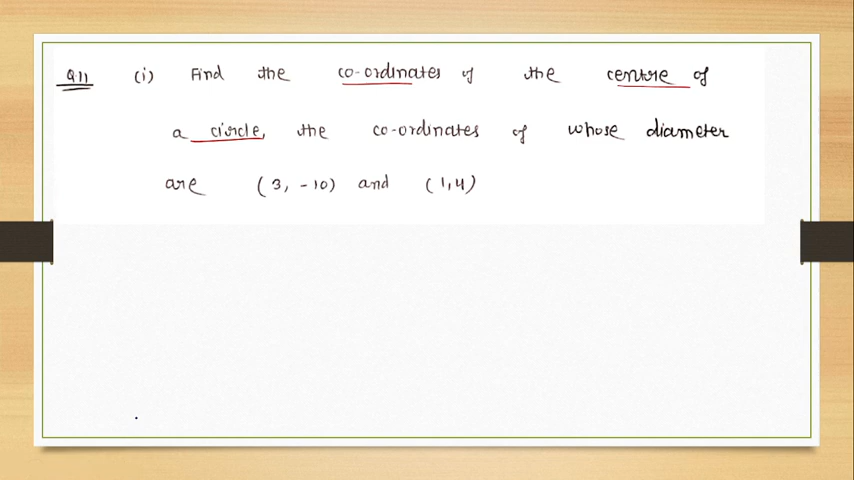 Q.11 (i) Find the co-ordinates of the centre of
a circle, the co-ordinates of whose diameter
are (3, -10) and (1,4)